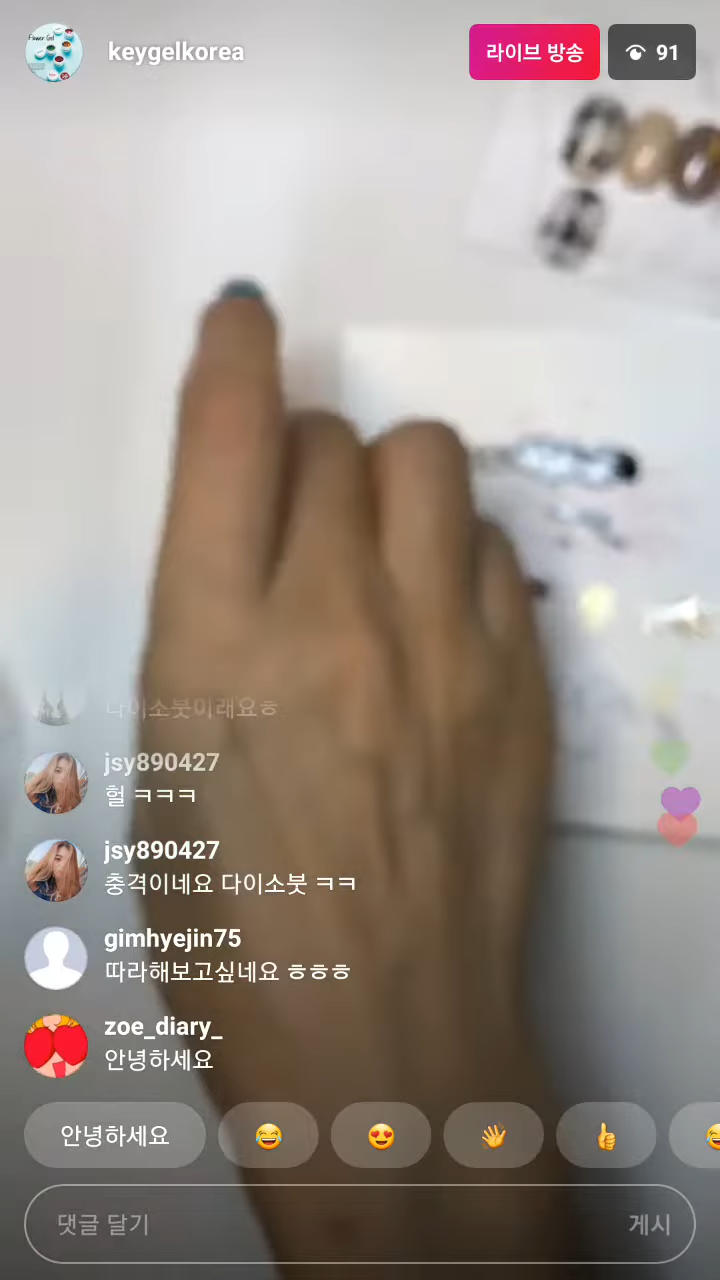 Flower Gel
keygelkorea
라이브 방송
91
다이소붓이래요ㅎ
jsy890427
헐 ㅋㅋㅋ
jsy890427
충격이네요 다이소붓 ㅋㅋ
gimhyejin75
따라해보고싶네요 ㅎㅎㅎ
zoe_diary_
안녕하세요
안녕하세요
댓글 달기
게시